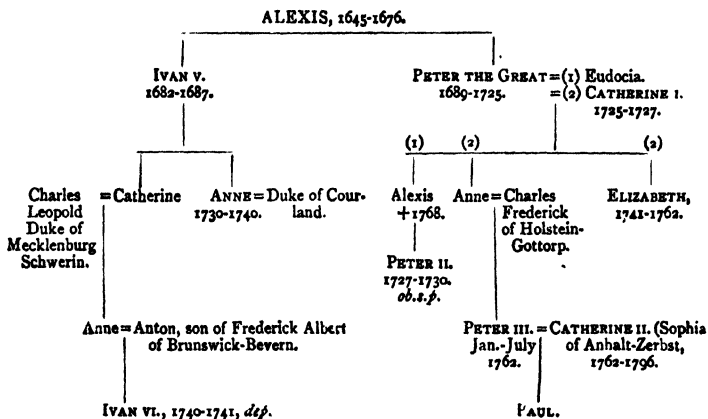 ALEXIS, 1645-1676.
IVAN V.
1682-1687.
PETER THE GREAT = (1) Eudocia.
1689-1725. = (2) CATHERINE I.
1725-1727.
(1) (2) (2)
Charles
Leopold
Duke of
Mecklenburg
Schwerin.
=Catherine
ANNE = Duke of Cour-
1730-1740. land.
Alexis
+1768.
Anne = Charles
Frederick
of Holstein-
Gottorp.
ELIZABETH,
1741-1762.
PETER II.
1727-1730.
ob.s.p.
Anne = Anton, son of Frederick Albert
of Brunswick-Bevern.
PETER III. = CATHERINE II. (Sophia
Jan.-July of Anhalt-Zerbst,
1762. 1762-1796.
IVAN VI., 1740-1741, dep.
PAUL.